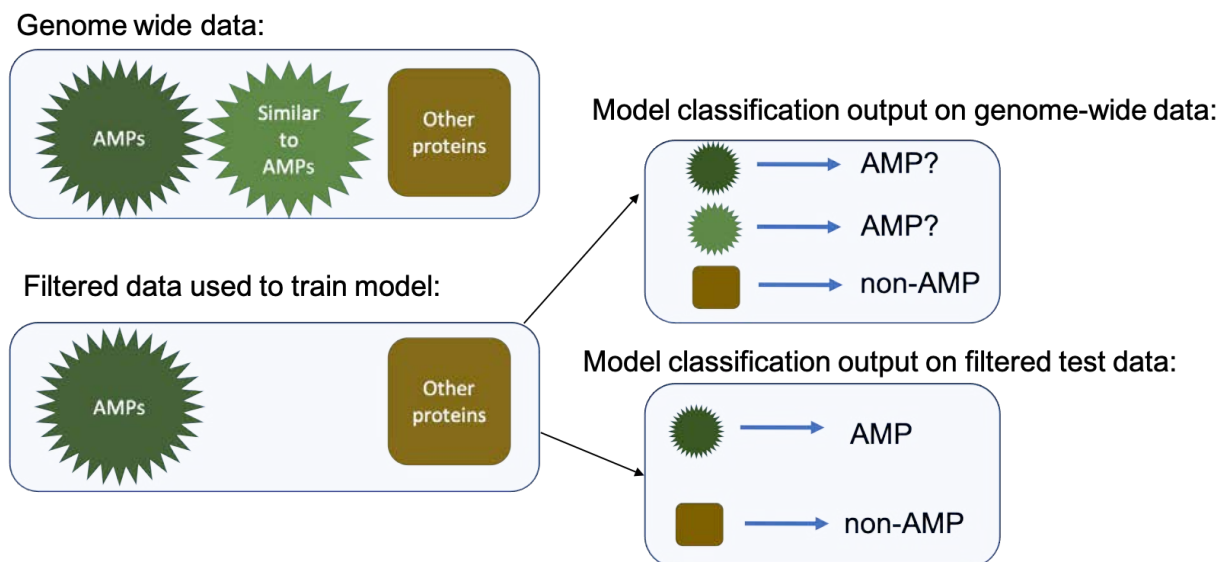 Genome wide data:
AMPs
Similar
to
AMPs
Other
proteins
Filtered data used to train model:
AMPs
Other
proteins
Model classification output on genome-wide data:
AMP?
AMP?
non-AMP
Model classification output on filtered test data:
AMP
non-AMP